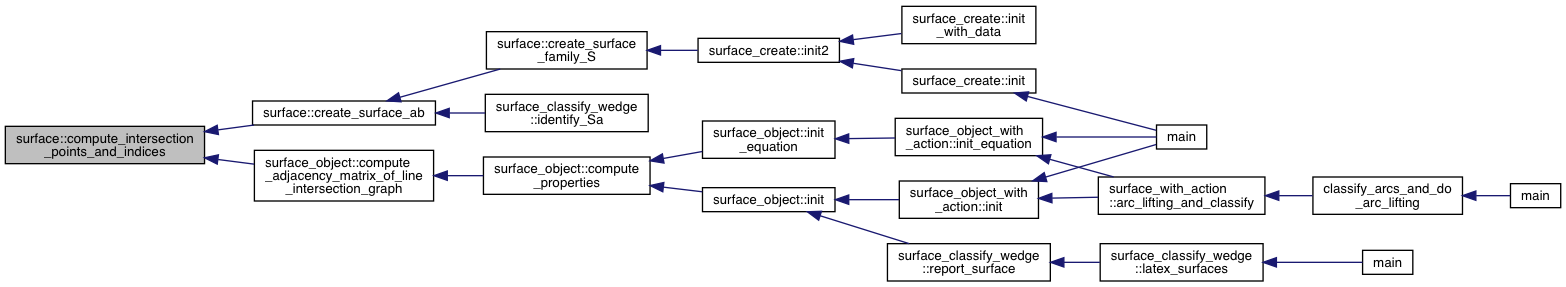 surface::compute_intersection
_points_and_indices
surface::create_surface_ab
surface::create_surface
_family_S
surface_create::init2
surface_create::init
_with_data
surface_create::init
main
surface_classify_wedge
::identify_Sa
surface_object::compute
_adjacency_matrix_of_line
_intersection_graph
surface_object::compute
_properties
surface_object::init
_equation
surface_object_with
_action::init_equation
surface_with_action
::arc_lifting_and_classify
classify_arcs_and_do
_arc_lifting
main
surface_object::init
surface_object_with
_action::init
surface_classify_wedge
::report_surface
surface_classify_wedge
::latex_surfaces
main